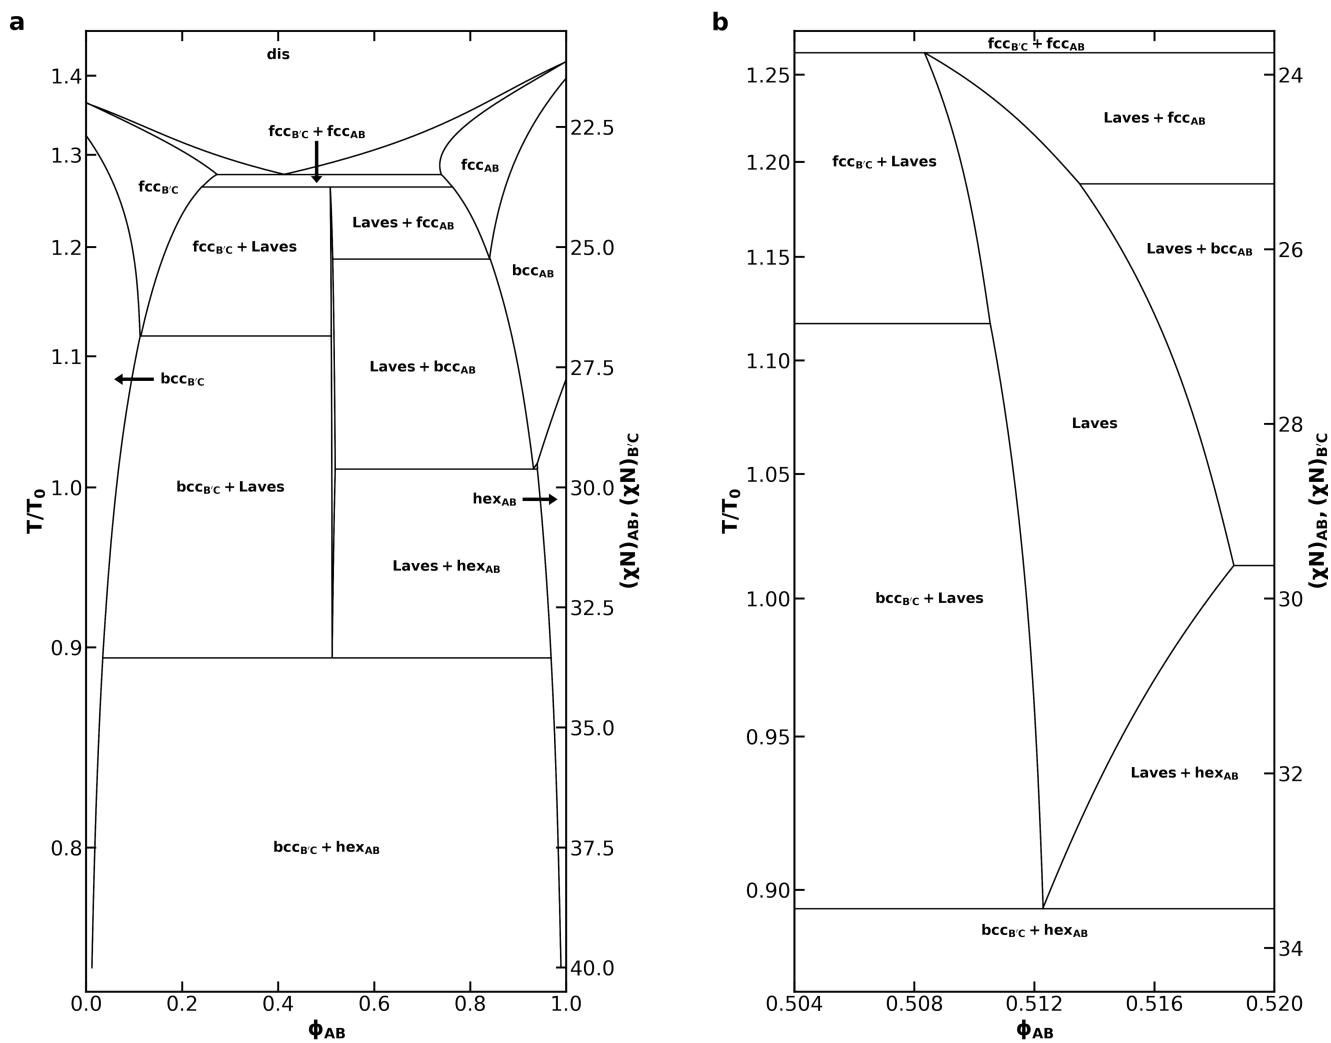 a
dis
fcc_B′C + fcc_AB
fcc_B′C
fcc_AB
fcc_B′C + Laves
Laves + fcc_AB
bcc_AB
bcc_B′C
Laves + bcc_AB
bcc_B′C + Laves
hex_AB
Laves + hex_AB
bcc_B′C + hex_AB
1.4
1.3
1.2
1.1
1.0
0.9
0.8
T/T₀
22.5
25.0
27.5
30.0
32.5
35.0
37.5
40.0
(χN)_AB, (χN)_B′C
0.0 0.2 0.4 0.6 0.8 1.0
ϕ_AB
b
fcc_B′C + fcc_AB
Laves + fcc_AB
fcc_B′C + Laves
Laves + bcc_AB
Laves
bcc_B′C + Laves
Laves + hex_AB
bcc_B′C + hex_AB
1.25
1.20
1.15
1.10
1.05
1.00
0.95
0.90
T/T₀
24
26
28
30
32
34
(χN)_AB, (χN)_B′C
0.504 0.508 0.512 0.516 0.520
ϕ_AB